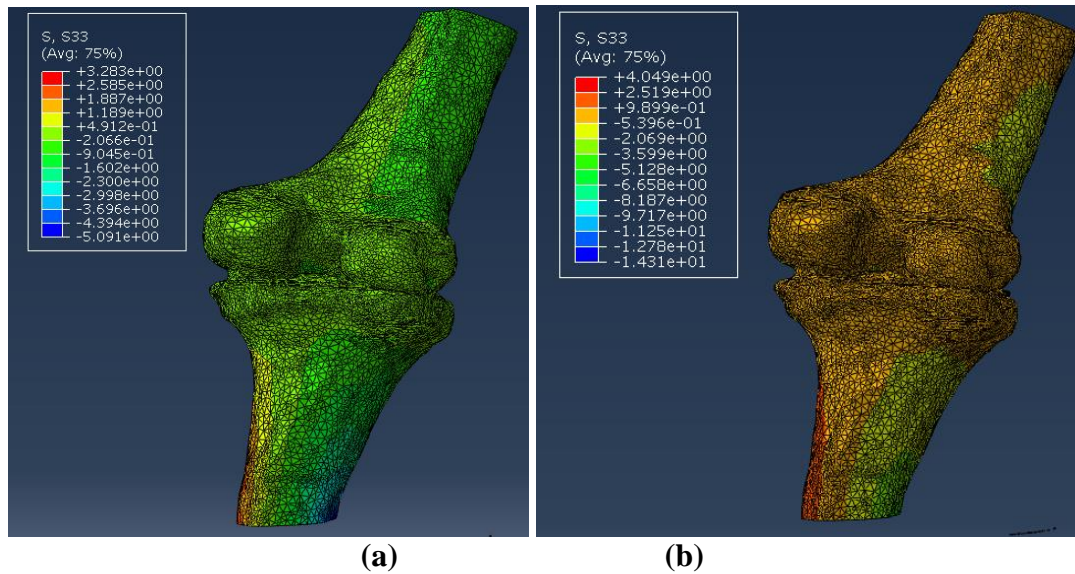 S, S33
(Avg: 75%)
+3.283e+00
+2.585e+00
+1.887e+00
+1.189e+00
+4.912e-01
-2.066e-01
-9.045e-01
-1.602e+00
-2.300e+00
-2.998e+00
-3.696e+00
-4.394e+00
-5.091e+00
S, S33
(Avg: 75%)
+4.049e+00
+2.519e+00
+9.899e-01
-5.396e-01
-2.069e+00
-3.599e+00
-5.128e+00
-6.658e+00
-8.187e+00
-9.717e+00
-1.125e+01
-1.278e+01
-1.431e+01
(a)
(b)